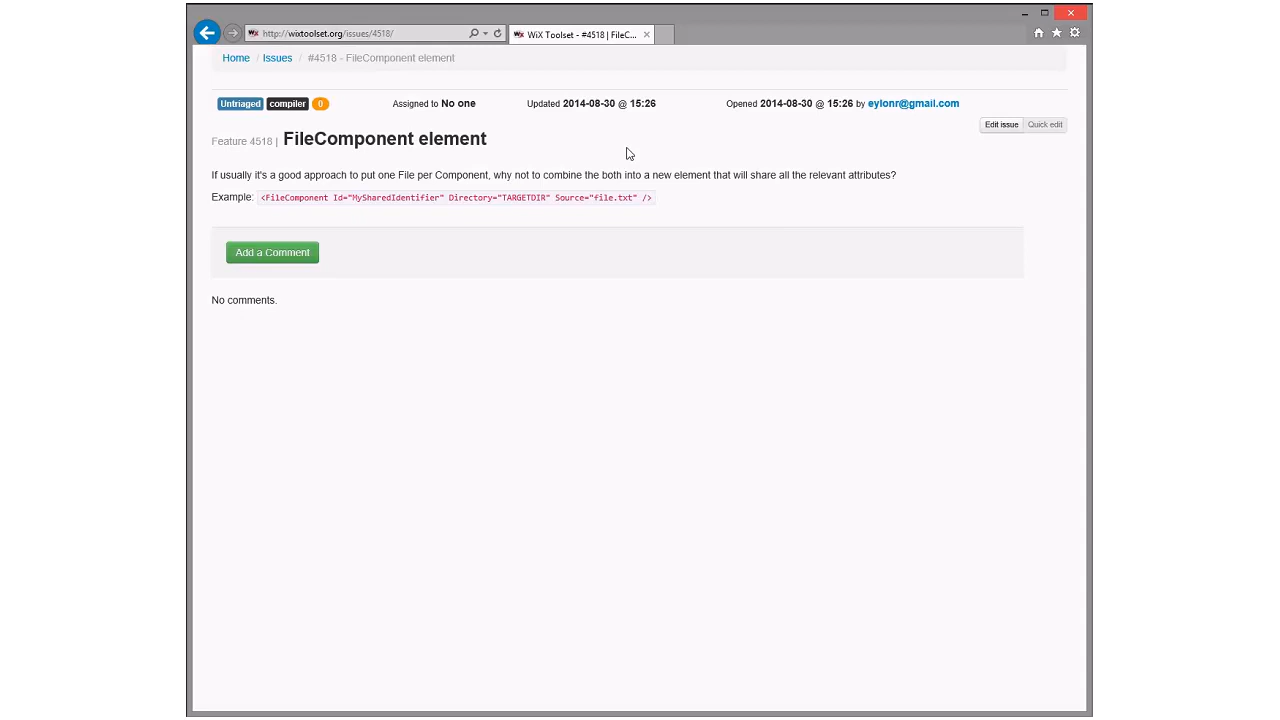 http://wixtoolset.org/issues/4518/
WiX Toolset - #4518 | FileC...
Home / Issues / #4518 - FileComponent element
Untriaged compiler 0 Assigned to No one Updated 2014-08-30 @ 15:26 Opened 2014-08-30 @ 15:26 by eylonr@gmail.com
Edit issue Quick edit
Feature 4518 | FileComponent element
If usually it's a good approach to put one File per Component, why not to combine the both into a new element that will share all the relevant attributes?
Example: <FileComponent Id="MySharedIdentifier" Directory="TARGETDIR" Source="file.txt" />
Add a Comment
No comments.